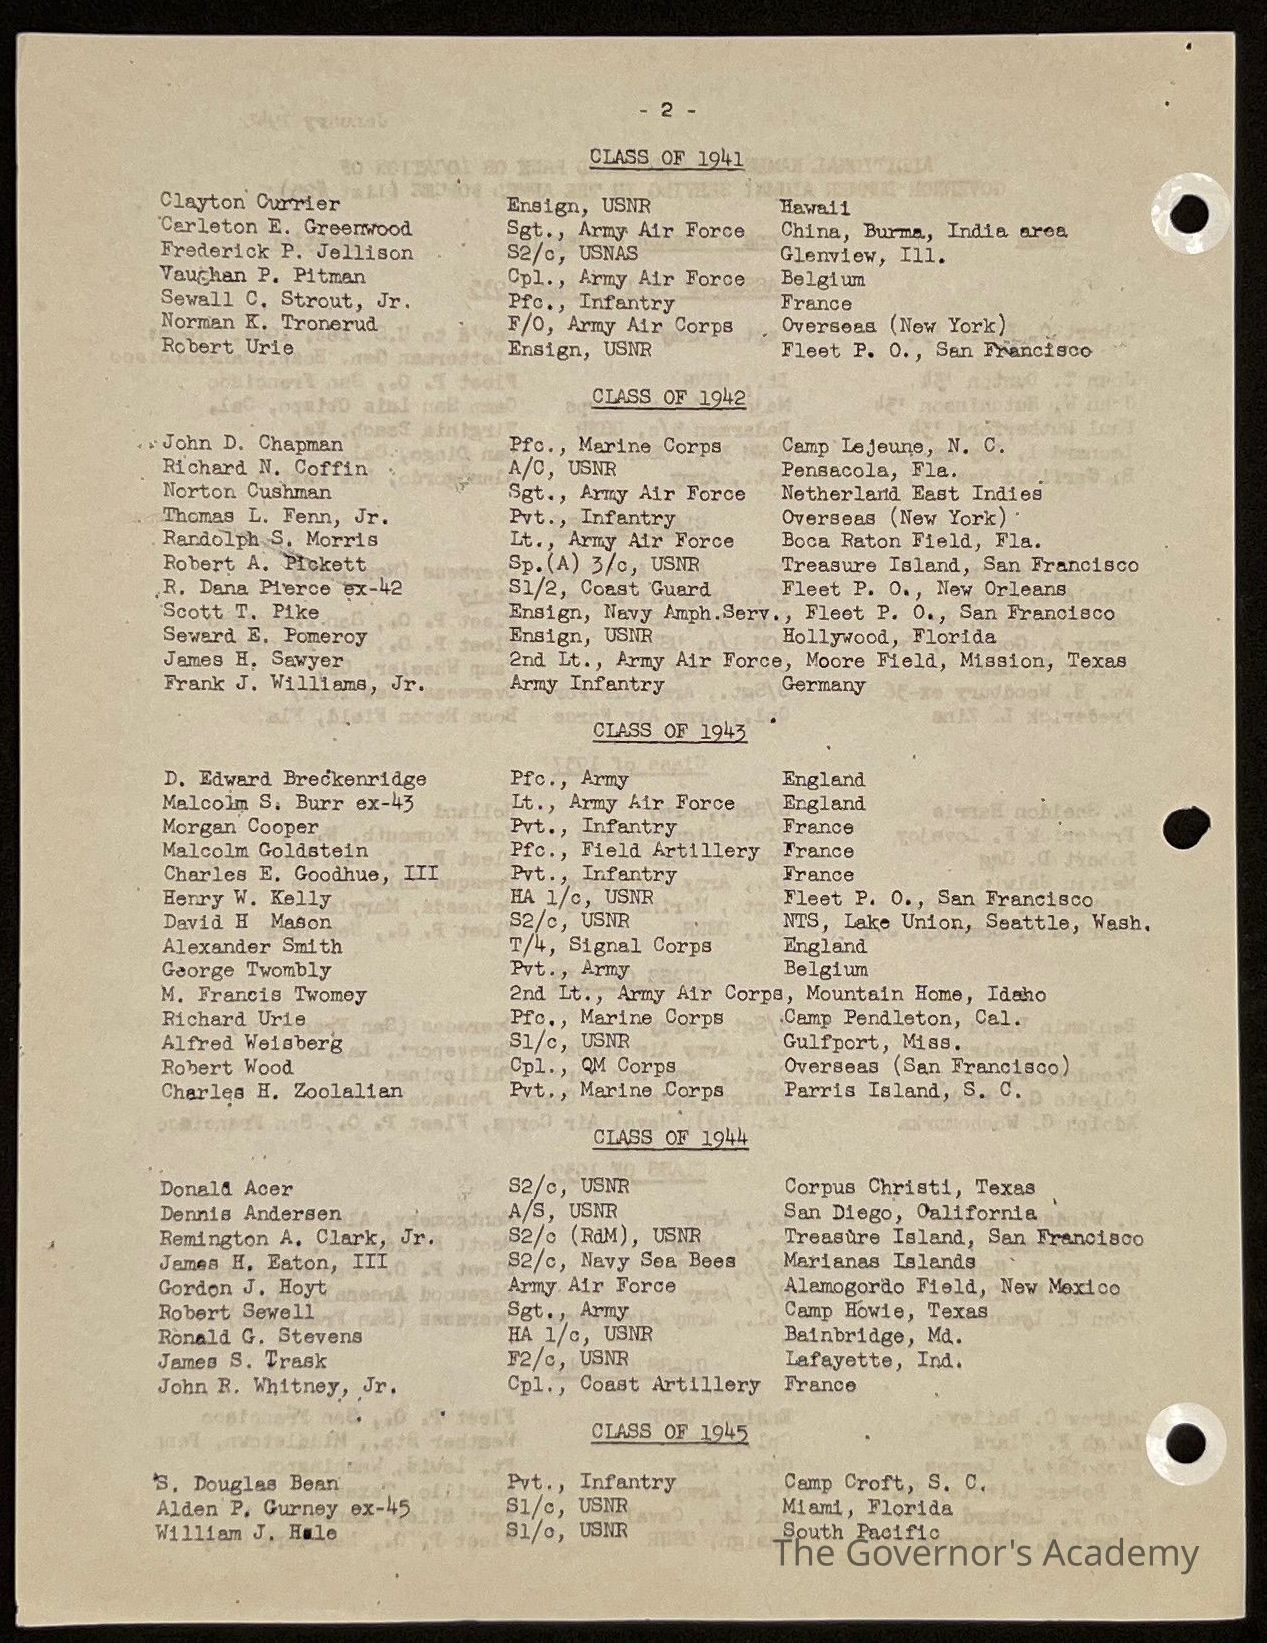 - 2 -
CLASS OF 1941
Clayton Currier Ensign, USNR Hawaii
Carleton E. Greenwood Sgt., Army Air Force China, Burma, India area
Frederick P. Jellison S2/c, USNAS Glenview, Ill.
Vaughan P. Pitman Cpl., Army Air Force Belgium
Sewall C. Strout, Jr. Pfc., Infantry France
Norman K. Tronerud F/O, Army Air Corps Overseas (New York)
Robert Urie Ensign, USNR Fleet P. O., San Francisco
CLASS OF 1942
John D. Chapman Pfc., Marine Corps Camp Lejeune, N. C.
Richard N. Coffin A/C, USNR Pensacola, Fla.
Norton Cushman Sgt., Army Air Force Netherland East Indies
Thomas L. Fenn, Jr. Pvt., Infantry Overseas (New York)
Randolph S. Morris Lt., Army Air Force Boca Raton Field, Fla.
Robert A. Pickett Sp.(A) 3/c, USNR Treasure Island, San Francisco
R. Dana Pierce ex-42 S1/2, Coast Guard Fleet P. O., New Orleans
Scott T. Pike Ensign, Navy Amph.Serv., Fleet P. O., San Francisco
Seward E. Pomeroy Ensign, USNR Hollywood, Florida
James H. Sawyer 2nd Lt., Army Air Force, Moore Field, Mission, Texas
Frank J. Williams, Jr. Army Infantry Germany
CLASS OF 1943
D. Edward Breckenridge Pfc., Army England
Malcolm S. Burr ex-43 Lt., Army Air Force England
Morgan Cooper Pvt., Infantry France
Malcolm Goldstein Pfc., Field Artillery France
Charles E. Goodhue, III Pvt., Infantry France
Henry W. Kelly HA 1/c, USNR Fleet P. O., San Francisco
David H Mason S2/c, USNR NTS, Lake Union, Seattle, Wash.
Alexander Smith T/4, Signal Corps England
George Twombly Pvt., Army Belgium
M. Francis Twomey 2nd Lt., Army Air Corps, Mountain Home, Idaho
Richard Urie Pfc., Marine Corps Camp Pendleton, Cal.
Alfred Weisberg S1/c, USNR Gulfport, Miss.
Robert Wood Cpl., QM Corps Overseas (San Francisco)
Charles H. Zoolalian Pvt., Marine Corps Parris Island, S. C.
CLASS OF 1944
Donald Acer S2/c, USNR Corpus Christi, Texas
Dennis Andersen A/S, USNR San Diego, California
Remington A. Clark, Jr. S2/c (RdM), USNR Treasure Island, San Francisco
James H. Eaton, III S2/c, Navy Sea Bees Marianas Islands
Gordon J. Hoyt Army Air Force Alamogordo Field, New Mexico
Robert Sewell Sgt., Army Camp Howie, Texas
Ronald G. Stevens HA 1/c, USNR Bainbridge, Md.
James S. Trask F2/c, USNR Lafayette, Ind.
John R. Whitney, Jr. Cpl., Coast Artillery France
CLASS OF 1945
S. Douglas Bean Pvt., Infantry Camp Croft, S. C.
Alden P. Gurney ex-45 S1/c, USNR Miami, Florida
William J. Hale S1/c, USNR South Pacific
The Governor's Academy